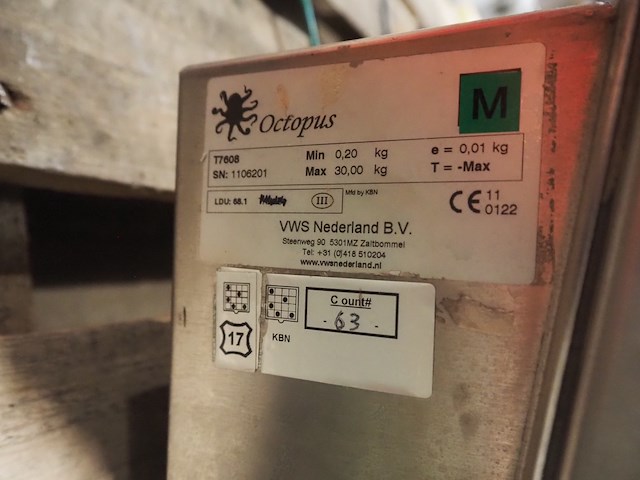 Octopus
M
T7608 Min 0,20 kg e = 0,01 kg
SN: 1106201 Max 30,00 kg T = -Max
LDU: 68.1 III Mfd by KBN
CE 11
0122
VWS Nederland B.V.
Steenweg 90 5301MZ Zaltbommel
Tel: +31 (0)418 510204
www.vwsnederland.nl
17
KBN
Count#
- 63 -